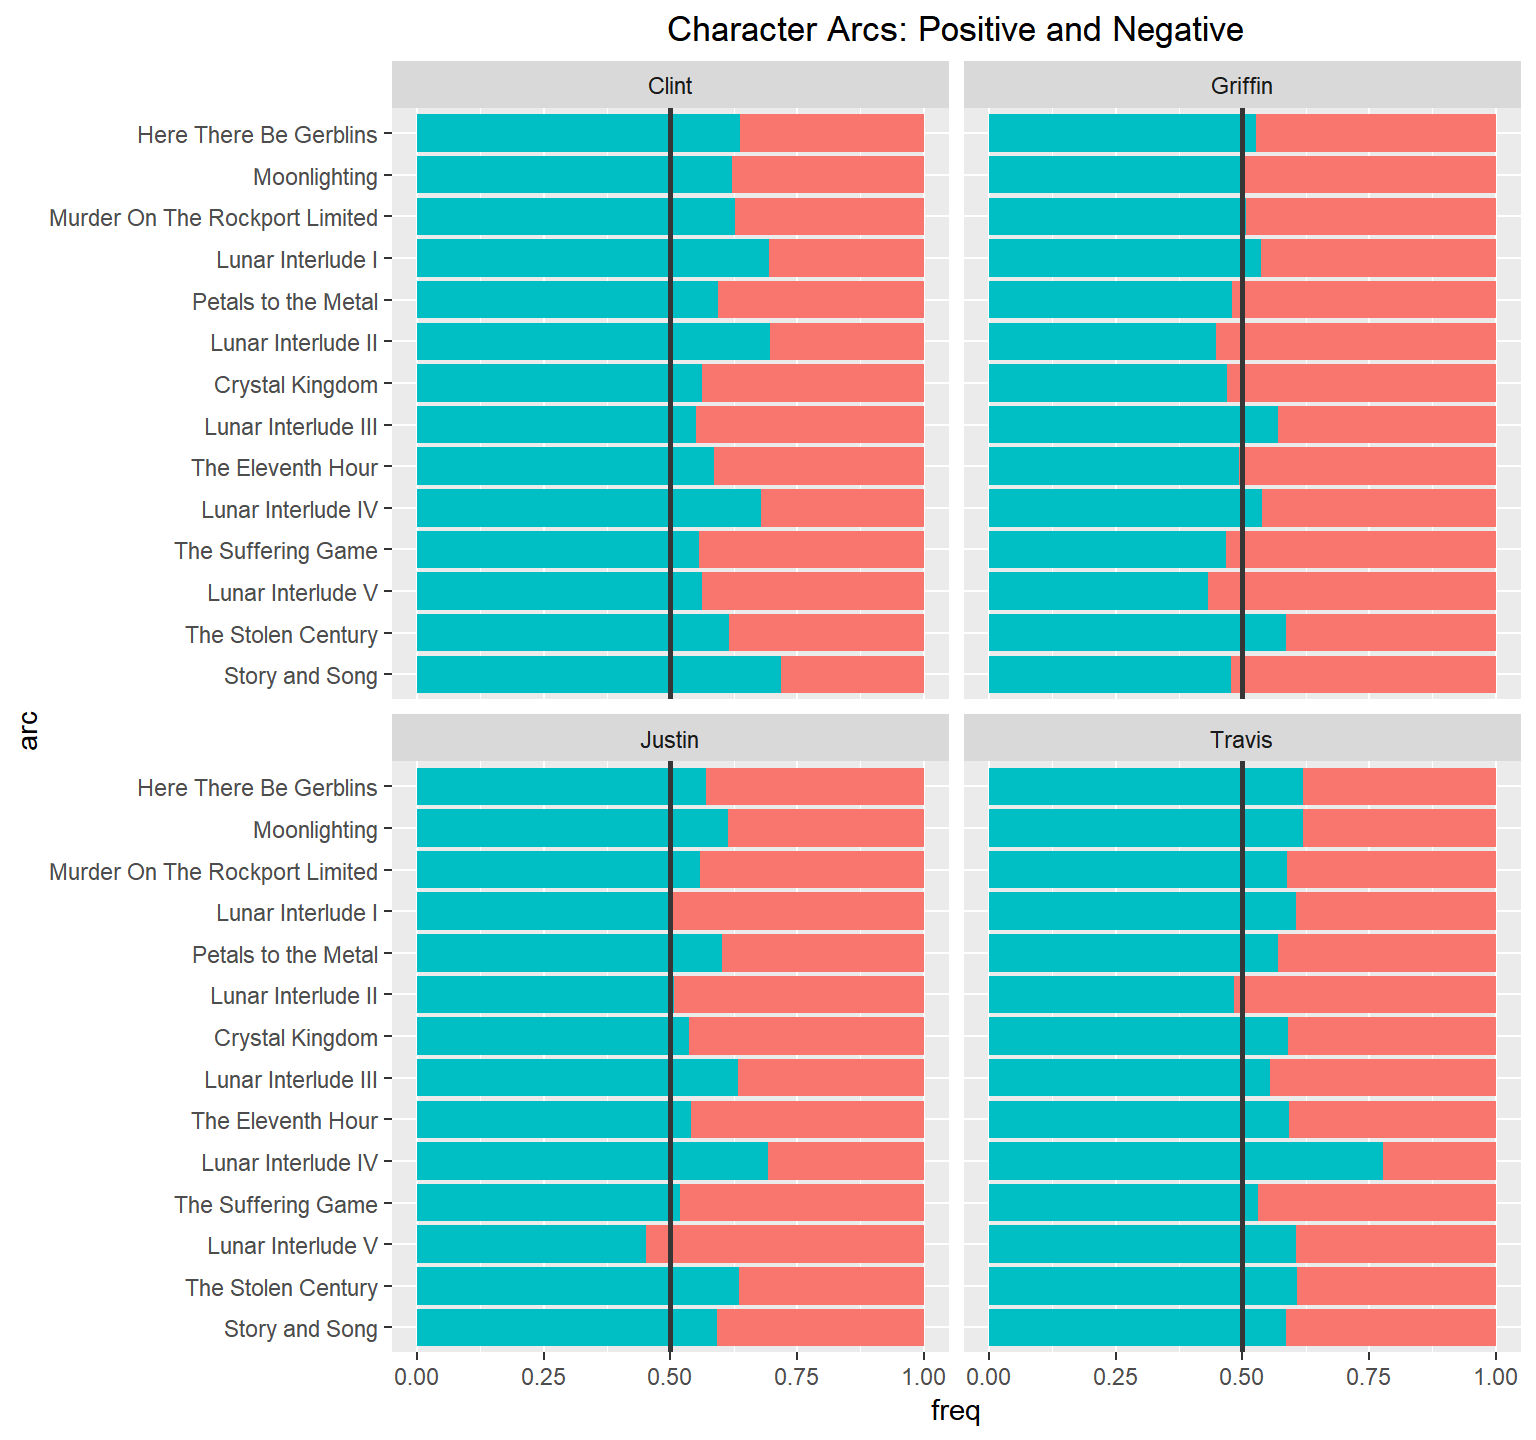 Character Arcs: Positive and Negative
Clint
Griffin
Here There Be Gerblins
Moonlighting
Murder On The Rockport Limited
Lunar Interlude I
Petals to the Metal
Lunar Interlude II
Crystal Kingdom
Lunar Interlude III
The Eleventh Hour
Lunar Interlude IV
The Suffering Game
Lunar Interlude V
The Stolen Century
Story and Song
arc
Justin
Travis
Here There Be Gerblins
Moonlighting
Murder On The Rockport Limited
Lunar Interlude I
Petals to the Metal
Lunar Interlude II
Crystal Kingdom
Lunar Interlude III
The Eleventh Hour
Lunar Interlude IV
The Suffering Game
Lunar Interlude V
The Stolen Century
Story and Song
0.00 0.25 0.50 0.75 1.00 0.00 0.25 0.50 0.75 1.00
freq